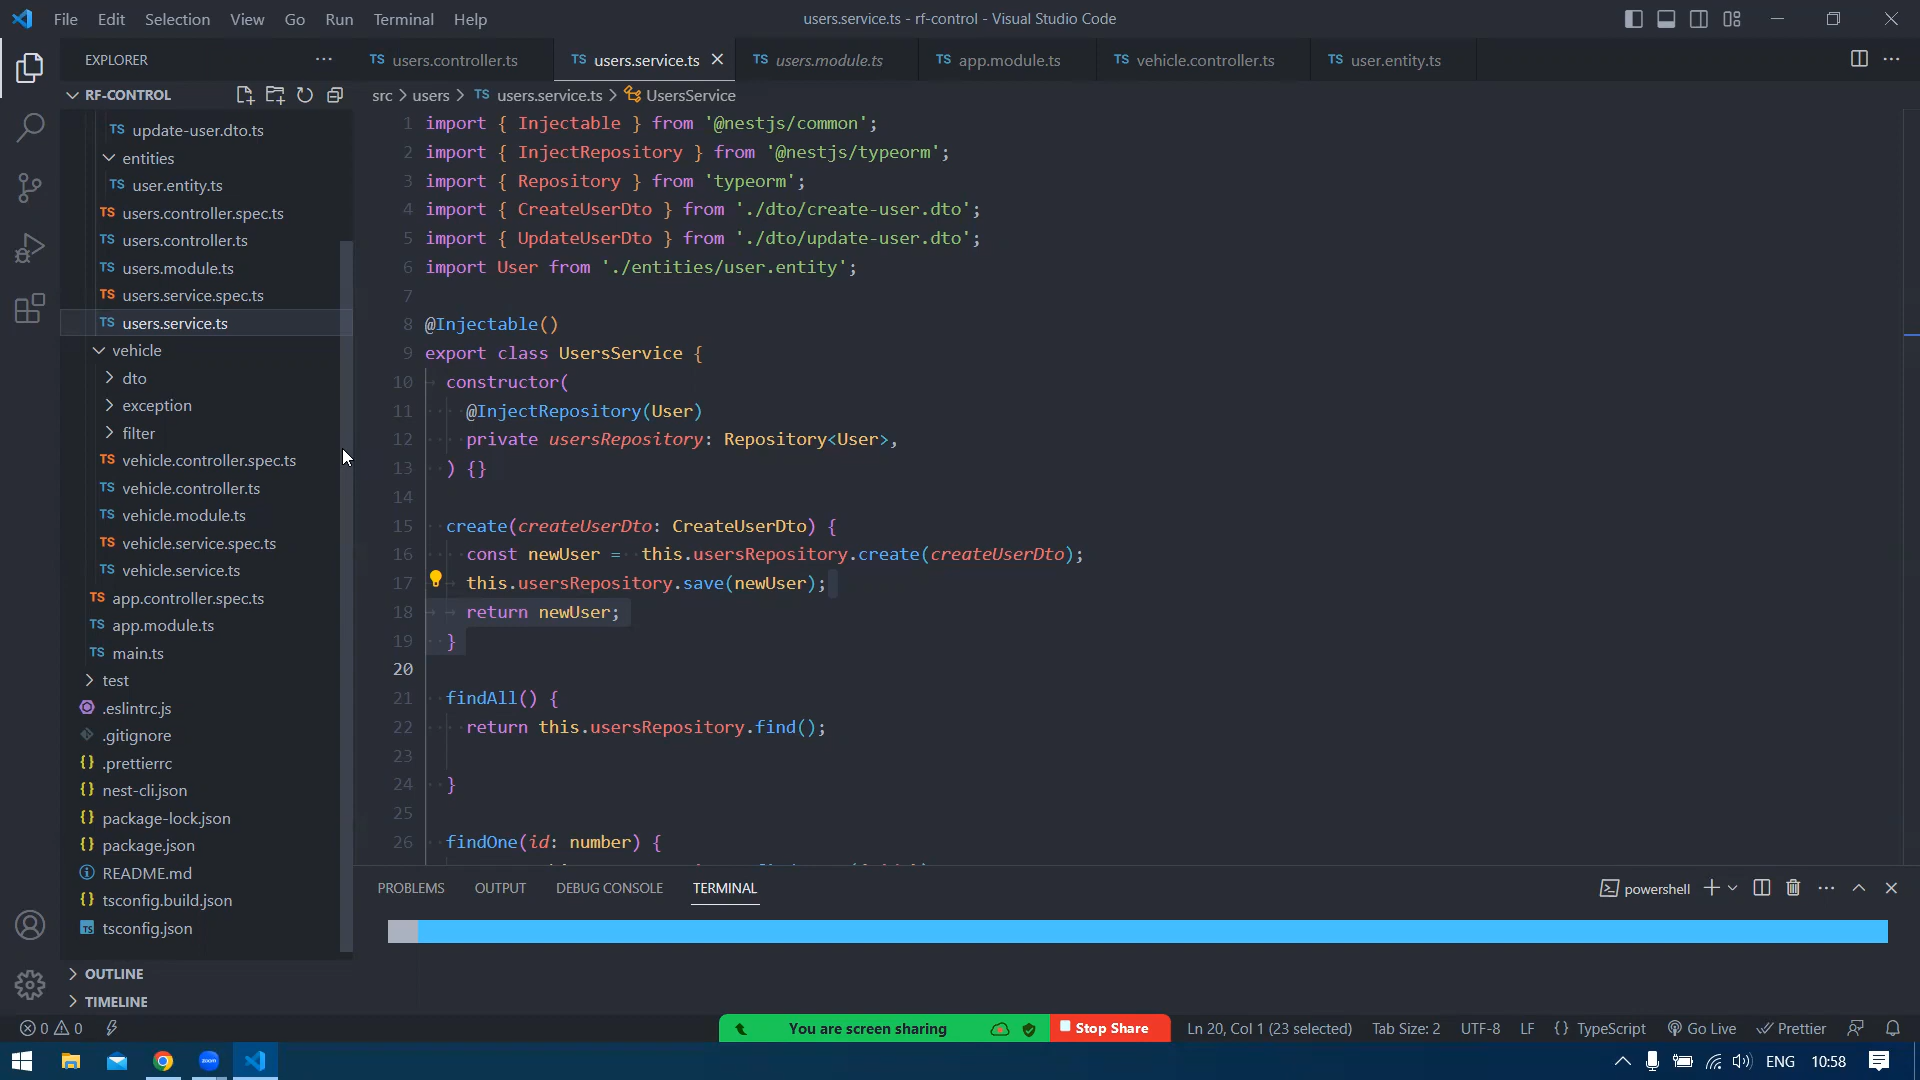 File Edit Selection View Go Run Terminal Help
users.service.ts - rf-control - Visual Studio Code
EXPLORER
RF-CONTROL
update-user.dto.ts
entities
user.entity.ts
users.controller.spec.ts
users.controller.ts
users.module.ts
users.service.spec.ts
users.service.ts
vehicle
dto
exception
filter
vehicle.controller.spec.ts
vehicle.controller.ts
vehicle.module.ts
vehicle.service.spec.ts
vehicle.service.ts
app.controller.spec.ts
app.module.ts
main.ts
test
.eslintrc.js
.gitignore
.prettierrc
nest-cli.json
package-lock.json
package.json
README.md
tsconfig.build.json
tsconfig.json
OUTLINE
TIMELINE
TS users.controller.ts TS users.service.ts TS users.module.ts TS app.module.ts TS vehicle.controller.ts TS user.entity.ts
src > users > TS users.service.ts > UsersService
1 import { Injectable } from '@nestjs/common';
2 import { InjectRepository } from '@nestjs/typeorm';
3 import { Repository } from 'typeorm';
4 import { CreateUserDto } from './dto/create-user.dto';
5 import { UpdateUserDto } from './dto/update-user.dto';
6 import User from './entities/user.entity';
7
8 @Injectable()
9 export class UsersService {
10 constructor(
11 @InjectRepository(User)
12 private usersRepository: Repository<User>,
13 ) {}
14
15 create(createUserDto: CreateUserDto) {
16 const newUser = this.usersRepository.create(createUserDto);
17 this.usersRepository.save(newUser);
18 return newUser;
19 }
20
21 findAll() {
22 return this.usersRepository.find();
23
24 }
25
26 findOne(id: number) {
PROBLEMS OUTPUT DEBUG CONSOLE TERMINAL
powershell
0 0
You are screen sharing Stop Share
Ln 20, Col 1 (23 selected) Tab Size: 2 UTF-8 LF {} TypeScript Go Live Prettier
zoom
ENG 10:58